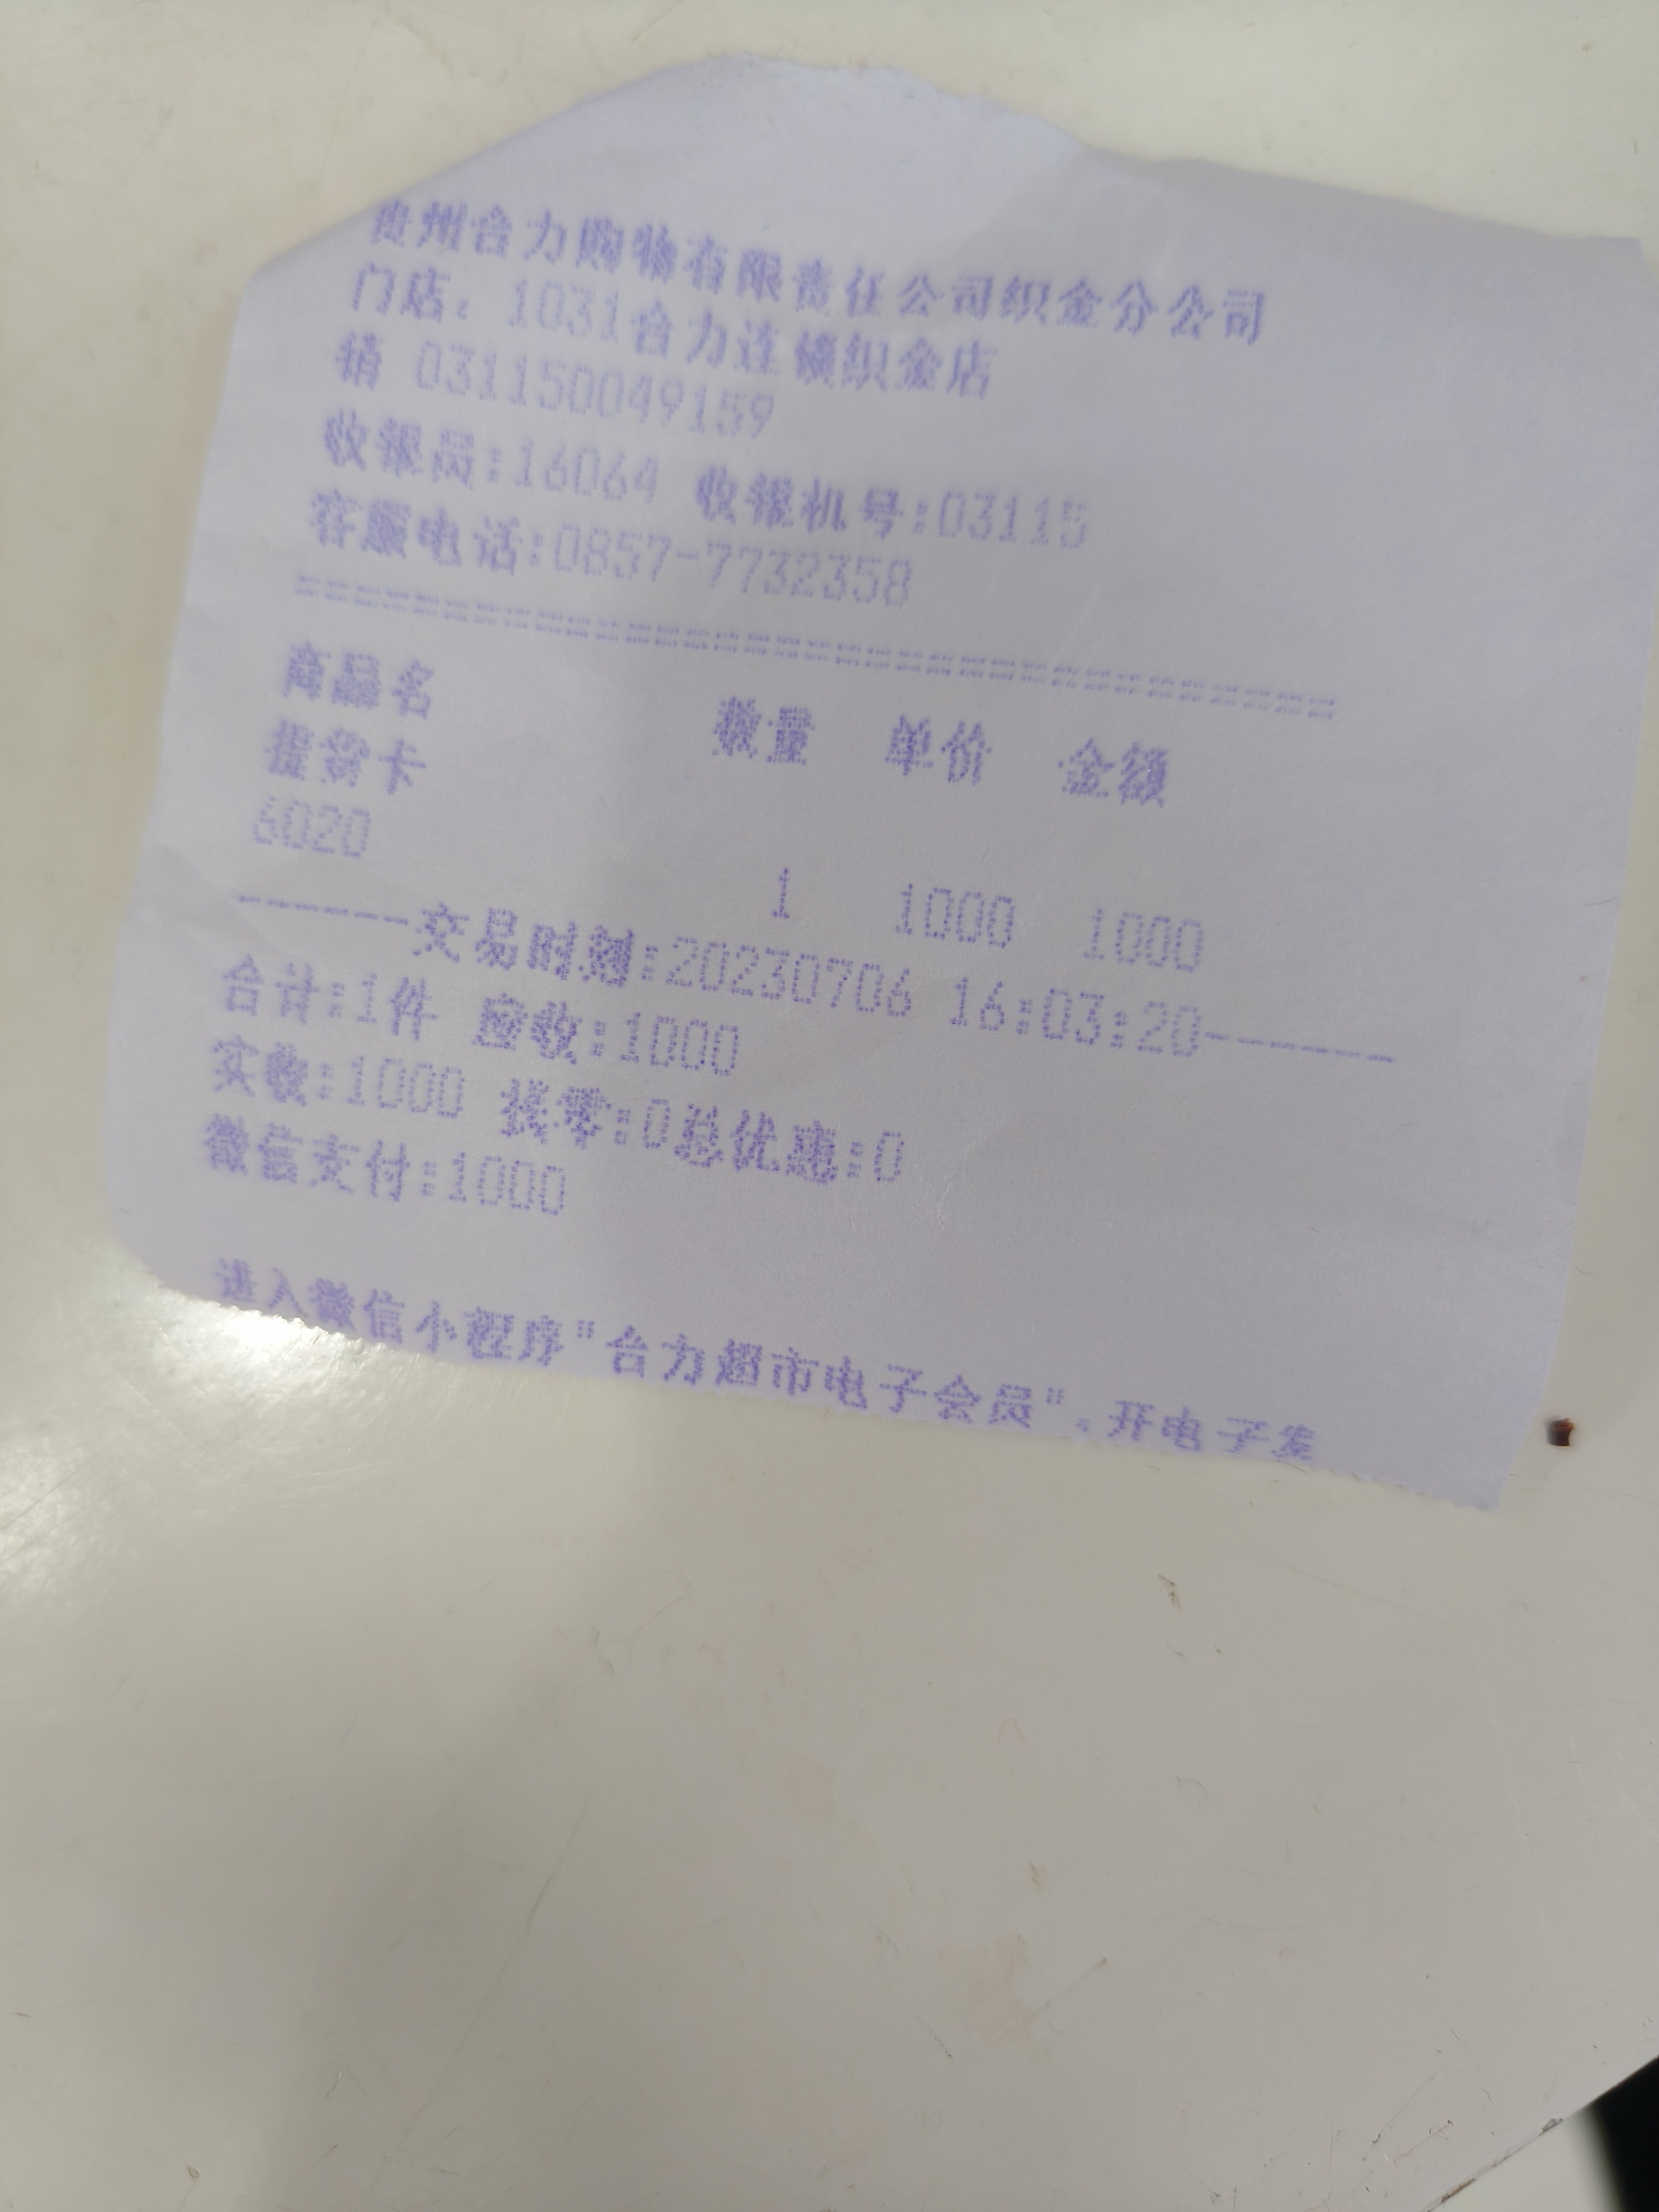 贵州合力购物有限责任公司织金分公司
门店: 1031合力连锁织金店
销 031150049159
收银员:16064 收银机号:03115
客服电话:0857-7732358
==================================
商品名 数量 单价 金额
提货卡
6020 1 1000 1000
------交易时刻:20230706 16:03:20-------
合计:1件 应收:1000
实收:1000 找零:0总优惠:0
微信支付:1000
进入微信小程序"合力超市电子会员",开电子发